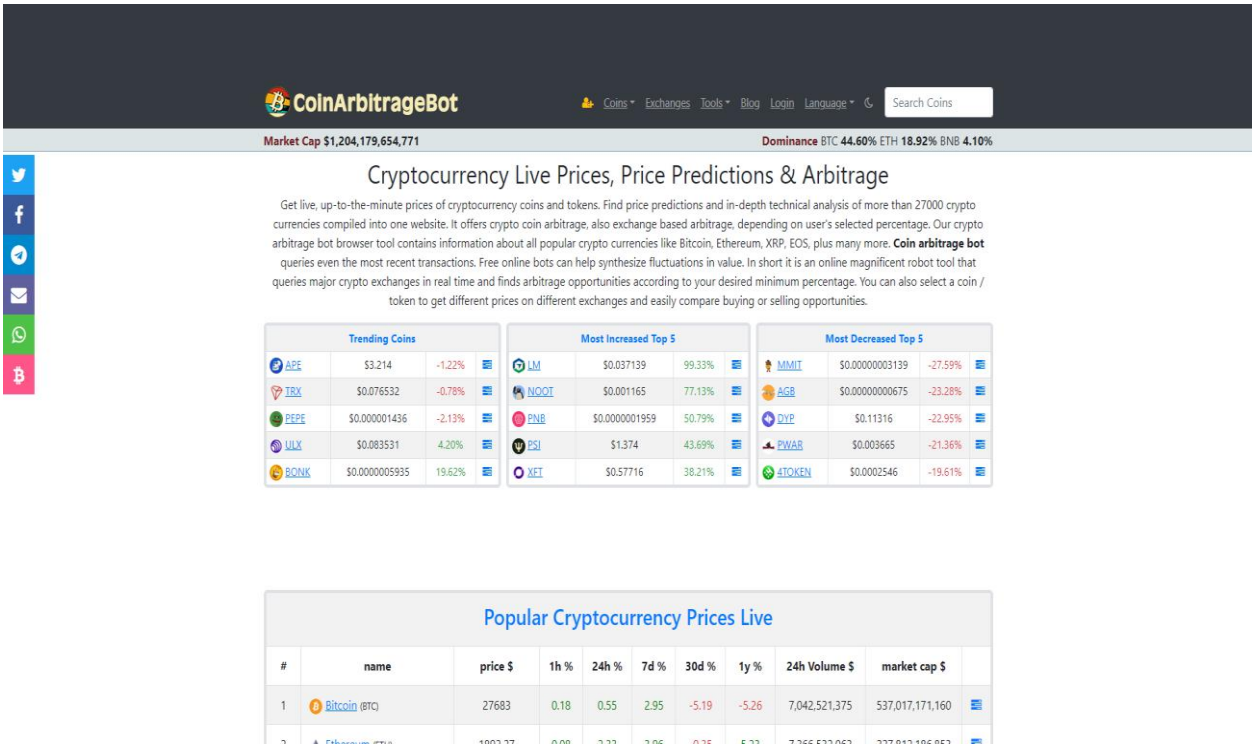 CoinArbitrageBot
Coins Exchanges Tools Blog Login Language Search Coins
Market Cap $1,204,179,654,771 Dominance BTC 44.60% ETH 18.92% BNB 4.10%
Cryptocurrency Live Prices, Price Predictions & Arbitrage
Get live, up-to-the-minute prices of cryptocurrency coins and tokens. Find price predictions and in-depth technical analysis of more than 27000 crypto
currencies compiled into one website. It offers crypto coin arbitrage, also exchange based arbitrage, depending on user's selected percentage. Our crypto
arbitrage bot browser tool contains information about all popular crypto currencies like Bitcoin, Ethereum, XRP, EOS, plus many more. Coin arbitrage bot
queries even the most recent transactions. Free online bots can help synthesize fluctuations in value. In short it is an online magnificent robot tool that
queries major crypto exchanges in real time and finds arbitrage opportunities according to your desired minimum percentage. You can also select a coin /
token to get different prices on different exchanges and easily compare buying or selling opportunities.
Trending Coins
APE $3.214 -1.22%
TRX $0.076532 -0.78%
PEPE $0.000001436 -2.13%
ULX $0.083531 4.20%
BONK $0.0000005935 19.62%
Most Increased Top 5
LM $0.037139 99.33%
NOOT $0.001165 77.13%
PNB $0.0000001959 50.79%
PSI $1.374 43.69%
XFT $0.57716 38.21%
Most Decreased Top 5
MMIT $0.00000003139 -27.59%
AGB $0.00000000675 -23.28%
DYP $0.11316 -22.95%
PWAR $0.003665 -21.36%
4TOKEN $0.0002546 -19.61%
Popular Cryptocurrency Prices Live
# name price $ 1h % 24h % 7d % 30d % 1y % 24h Volume $ market cap $
1 Bitcoin (BTC) 27683 0.18 0.55 2.95 -5.19 -5.26 7,042,521,375 537,017,171,160